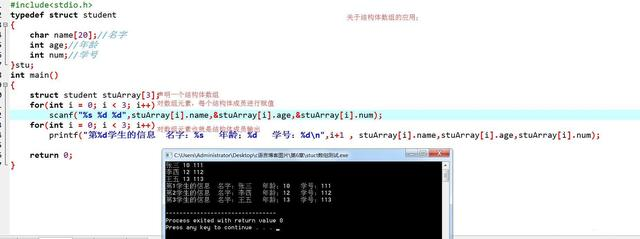 #include<stdio.h>
关于结构体数组的应用:
typedef struct student
{
char name[20];//名字
int age;//年龄
int num;//学号
}stu;
int main()
{
struct student stuArray[3];声明一个结构体数组
for(int i = 0; i < 3; i++)对数组元素,每个结构体成员进行赋值
scanf("%s %d %d",stuArray[i].name,&stuArray[i].age,&stuArray[i].num);
for(int i = 0; i < 3; i++)对数组元素也就是结构体成员输出
printf("第%d学生的信息 名字:%s 年龄:%d 学号:%d\n",i+1 , stuArray[i].name,stuArray[i].age,stuArray[i].num);
return 0;
}
C:\Users\Administrator\Desktop\c语言博客图片\第6章\stuct数组测试.exe
张三 10 111
李四 12 112
王五 13 113
第1学生的信息 名字:张三 年龄:10 学号:111
第2学生的信息 名字:李四 年龄:12 学号:112
第3学生的信息 名字:王五 年龄:13 学号:113
--------------------------------
Process exited with return value 0
Press any key to continue . . .